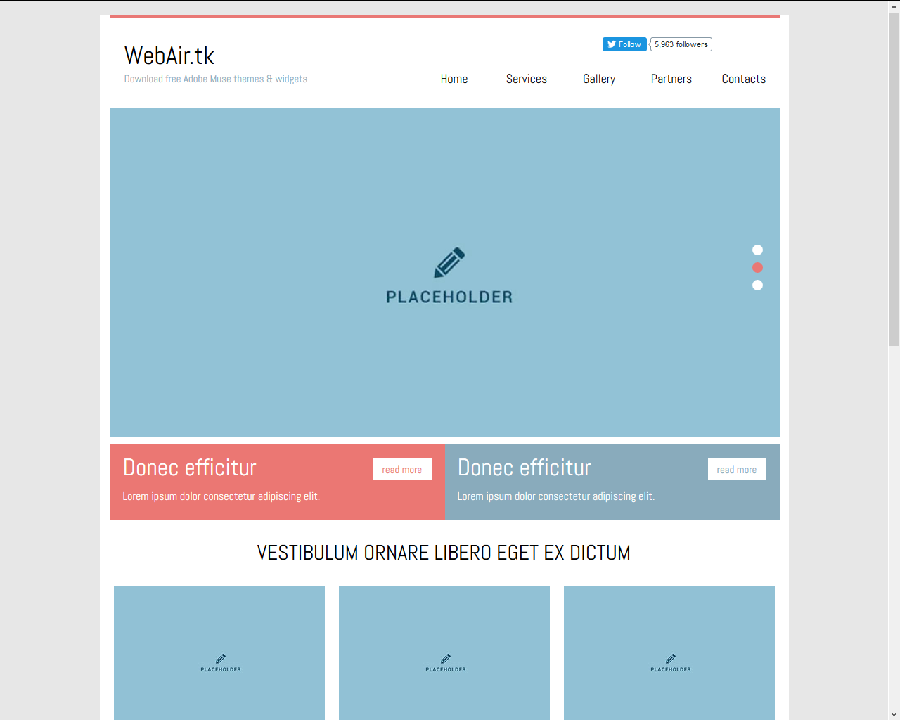 WebAir.tk
Download free Adobe Muse themes & widgets
Follow 5,963 followers
Home Services Gallery Partners Contacts
PLACEHOLDER
Donec efficitur
read more
Lorem ipsum dolor consectetur adipiscing elit.
Donec efficitur
read more
Lorem ipsum dolor consectetur adipiscing elit.
VESTIBULUM ORNARE LIBERO EGET EX DICTUM
PLACEHOLDER
PLACEHOLDER
PLACEHOLDER